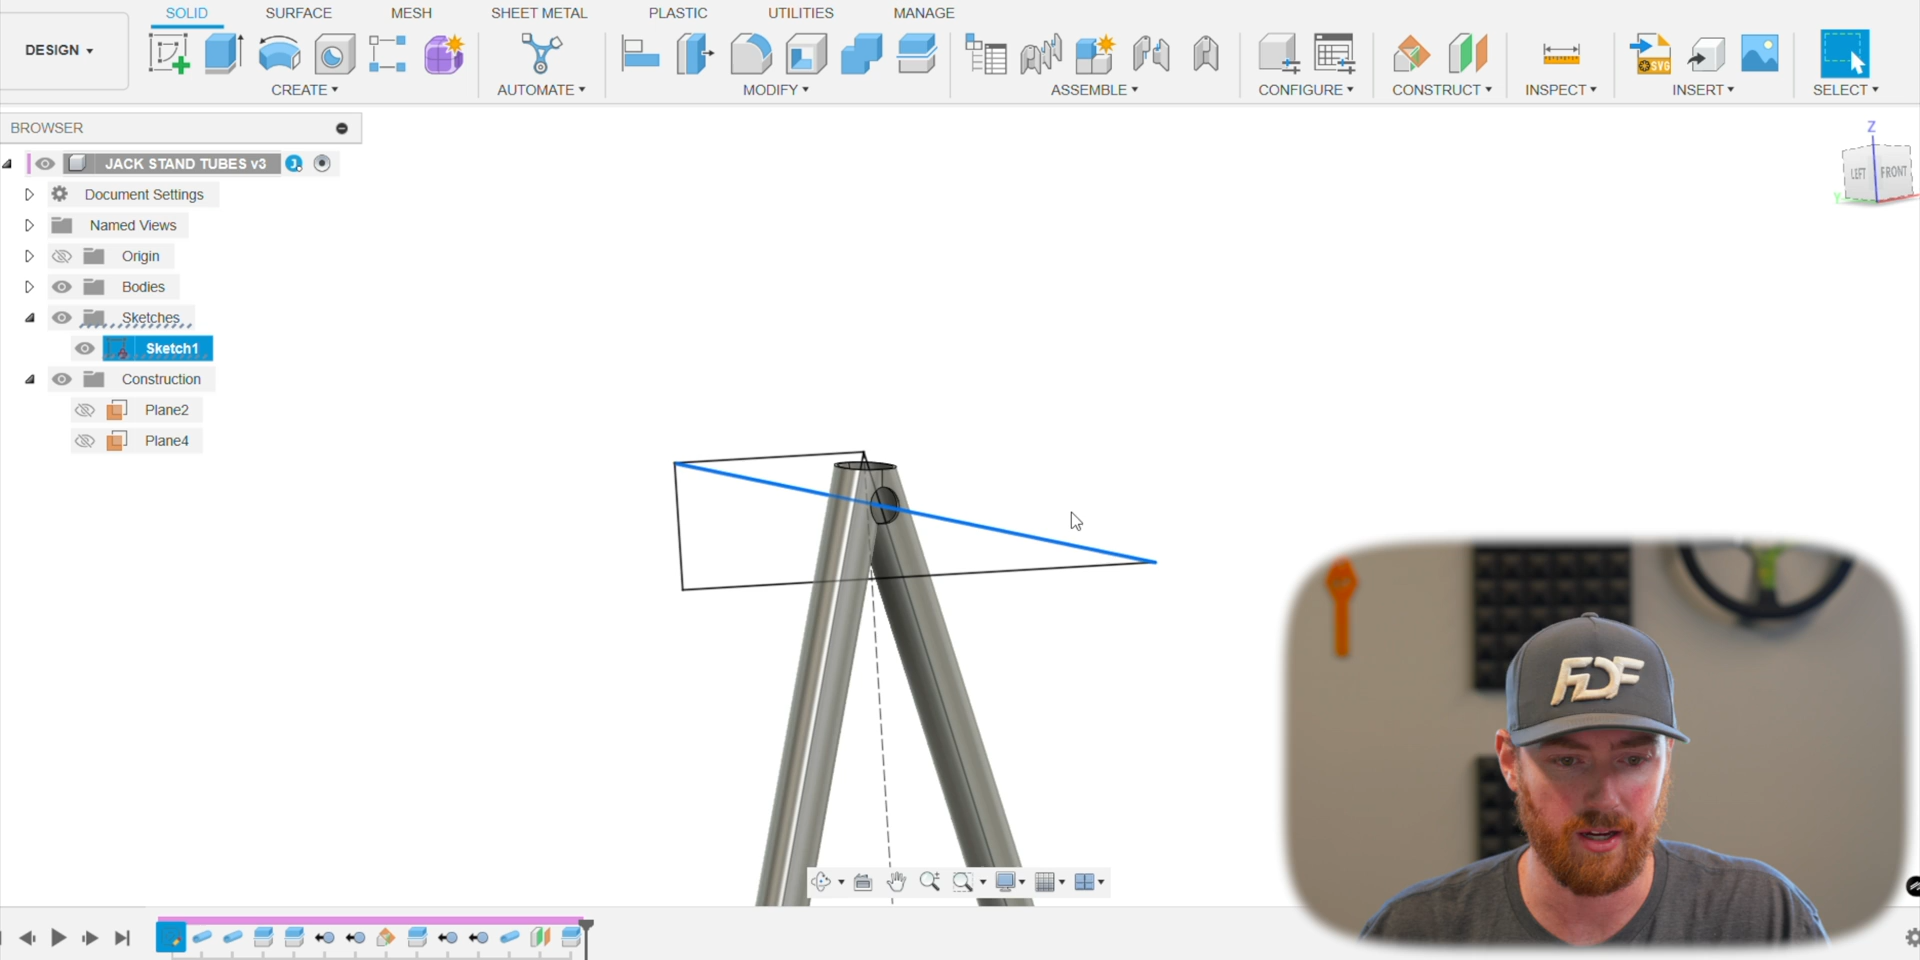 SOLID SURFACE MESH SHEET METAL PLASTIC UTILITIES MANAGE
DESIGN
SVG
CREATE AUTOMATE MODIFY ASSEMBLE CONFIGURE CONSTRUCT INSPECT INSERT SELECT
BROWSER
JACK STAND TUBES v3 J
Document Settings
Named Views
Origin
Bodies
Sketches
Sketch1
Construction
Plane2
Plane4
Z
LEFT FRONT
Y
FDF